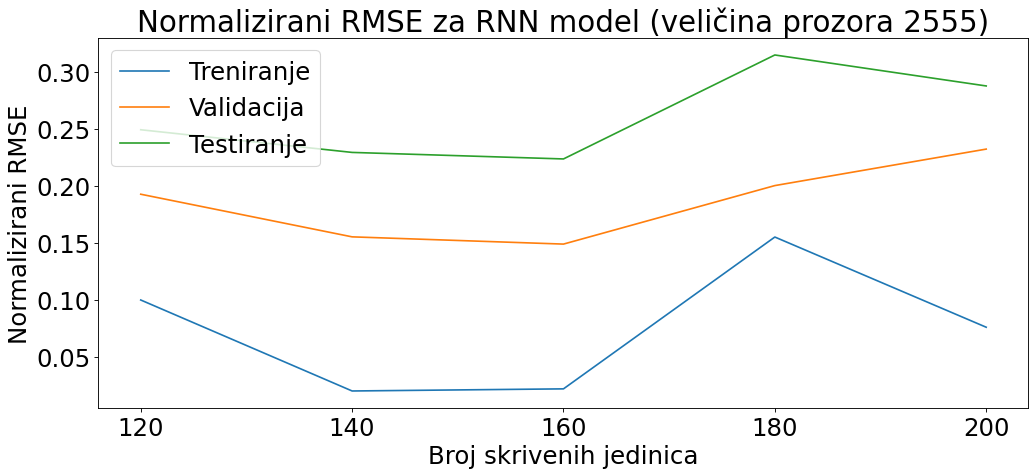 Normalizirani RMSE za RNN model (veličina prozora 2555)
Normalizirani RMSE
0.30
0.25
0.20
0.15
0.10
0.05
Treniranje
Validacija
Testiranje
120 140 160 180 200
Broj skrivenih jedinica